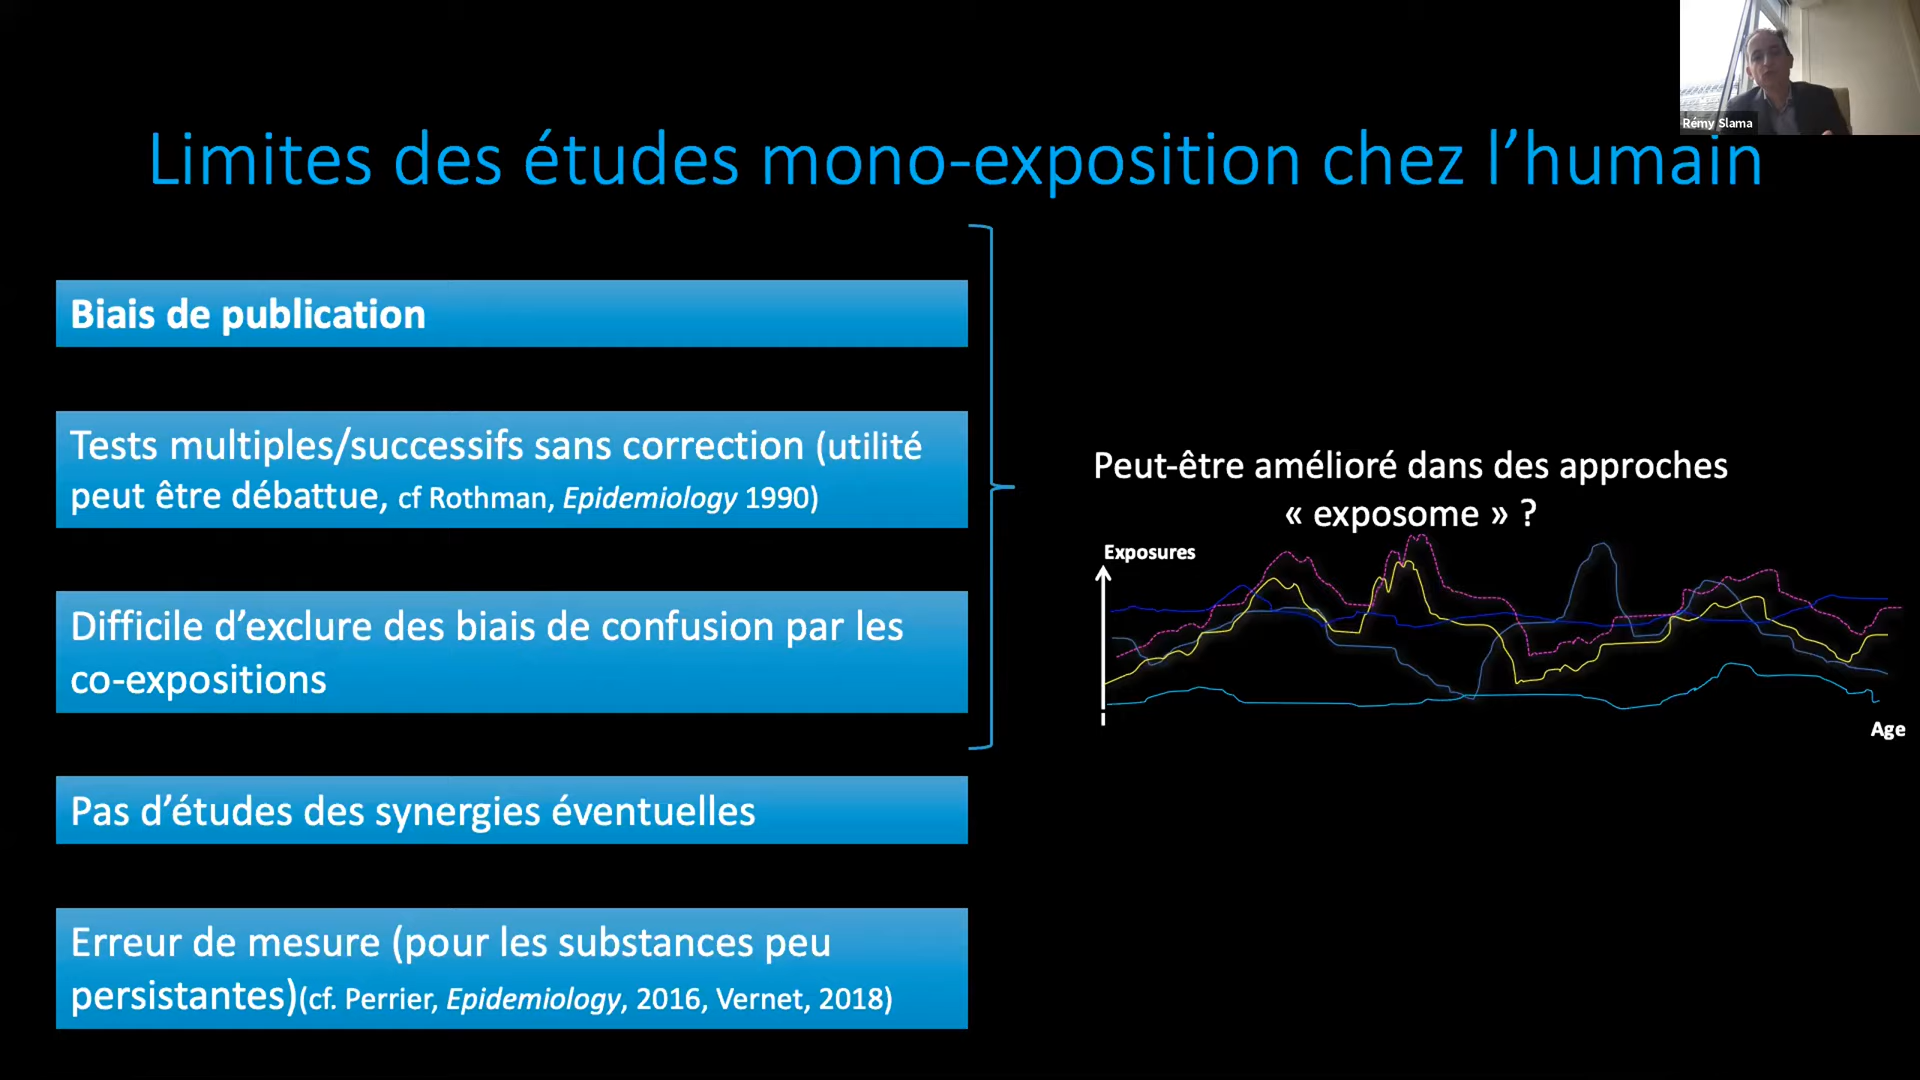 Rémy Slama
Limites des études mono-exposition chez l’humain
Biais de publication
Tests multiples/successifs sans correction (utilité
peut être débattue, cf Rothman, Epidemiology 1990)
Difficile d’exclure des biais de confusion par les
co-expositions
Pas d’études des synergies éventuelles
Erreur de mesure (pour les substances peu
persistantes)(cf. Perrier, Epidemiology, 2016, Vernet, 2018)
Peut-être amélioré dans des approches
« exposome » ?
Exposures
Age